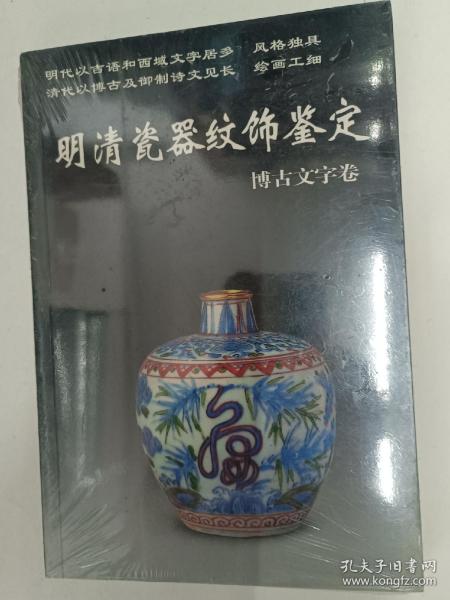 明代以吉语和西域文字居多　风格独具
清代以博古及御制诗文见长　绘画工细
明清瓷器纹饰鉴定
博古文字卷
孔夫子旧书网
www.kongfz.com